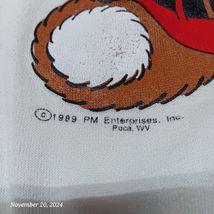 ©1989 PM Enterprises, Inc.
Poca, WV
November 20, 2024